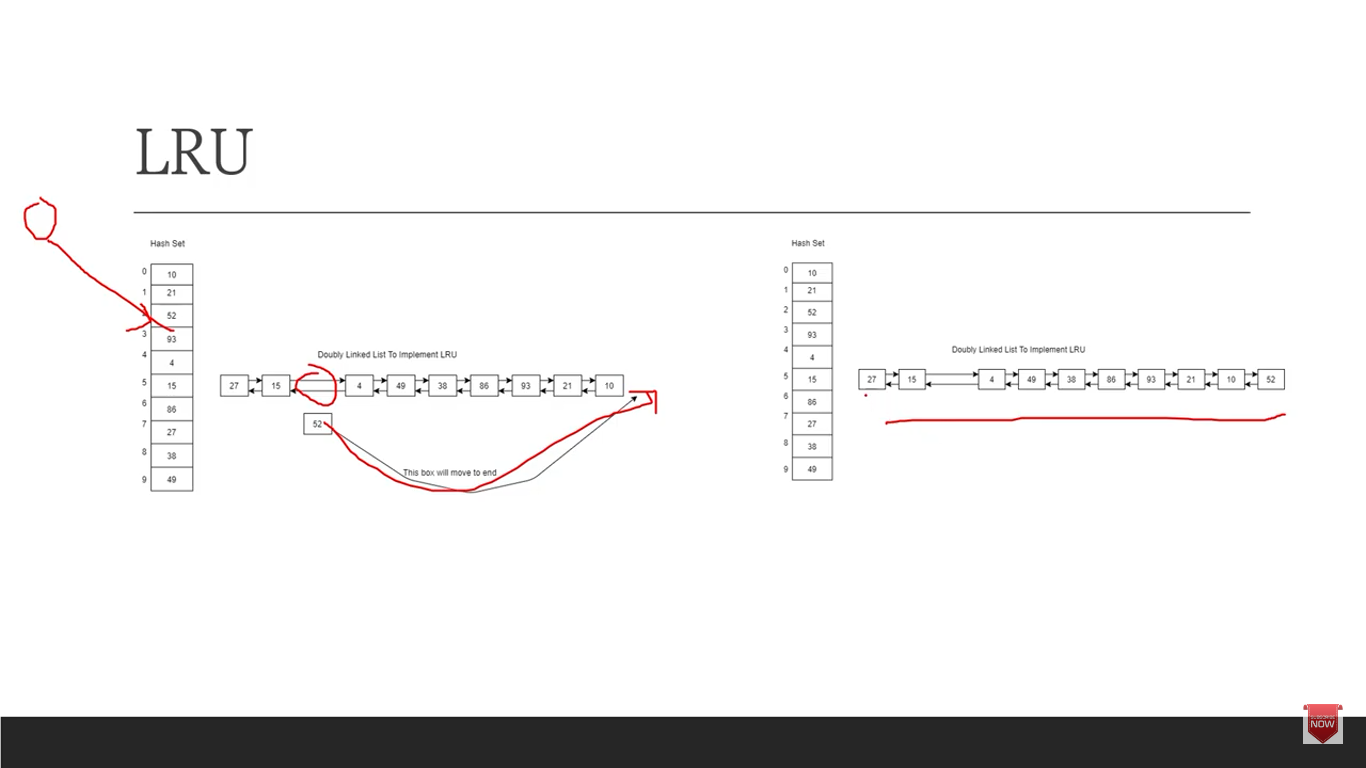 LRU
Hash Set
0 10
1 21
2 52
3 93
4 4
5 15
6 86
7 27
8 38
9 49
Doubly Linked List To Implement LRU
27 15 4 49 38 86 93 21 10
52
This box will move to end
Hash Set
0 10
1 21
2 52
3 93
4 4
5 15
6 86
7 27
8 38
9 49
Doubly Linked List To Implement LRU
27 15 4 49 38 86 93 21 10 52
SUBSCRIBE
NOW